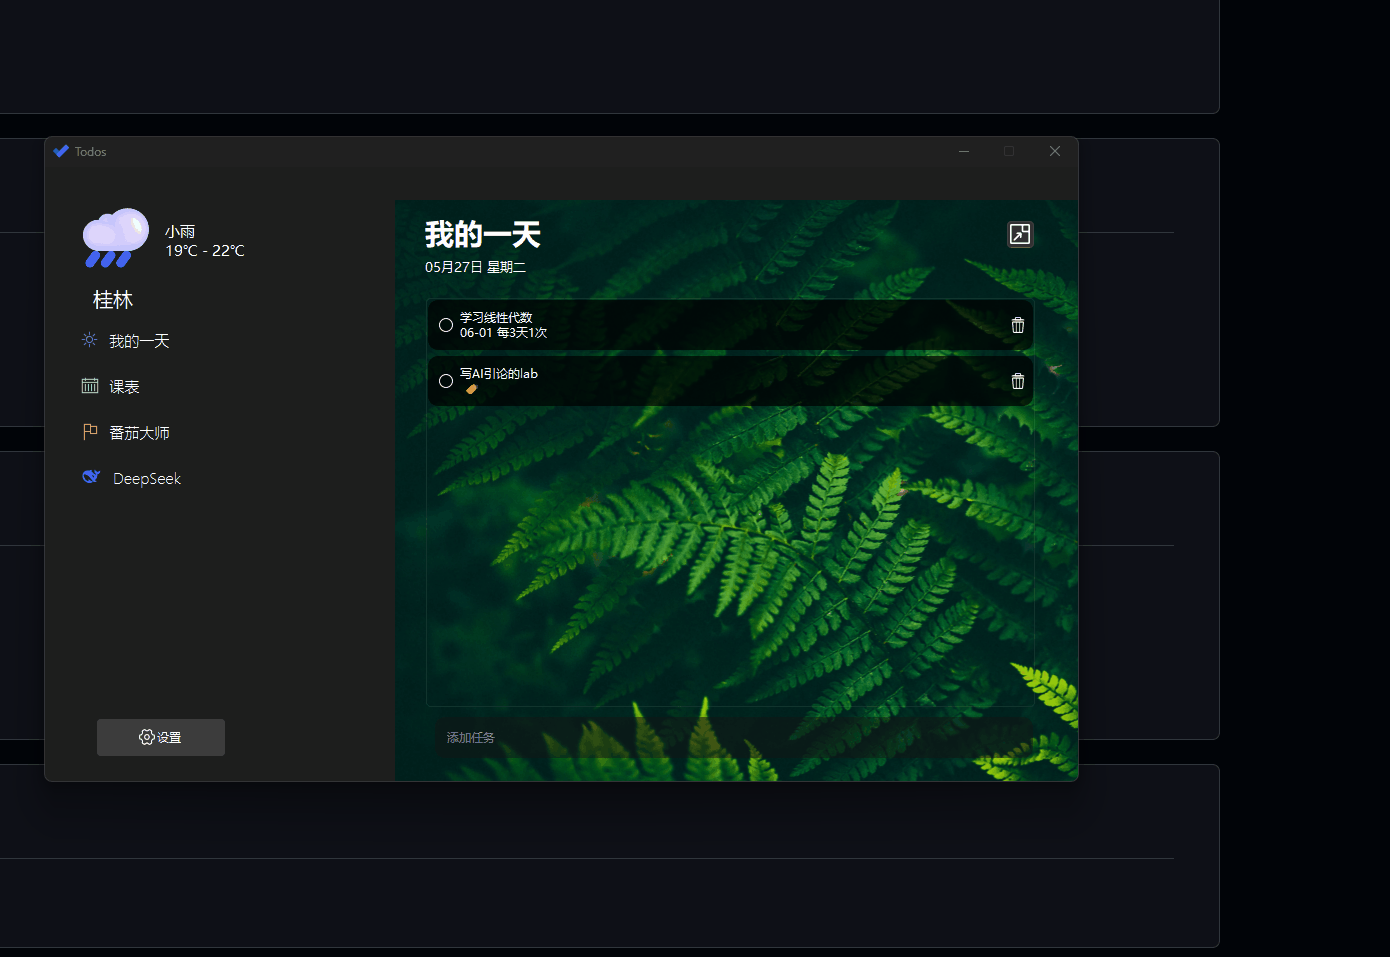 Todos
小雨
19℃ - 22℃
桂林
我的一天
课表
番茄大师
DeepSeek
设置
我的一天
05月27日 星期二
学习线性代数
06-01 每3天1次
写AI引论的lab
添加任务